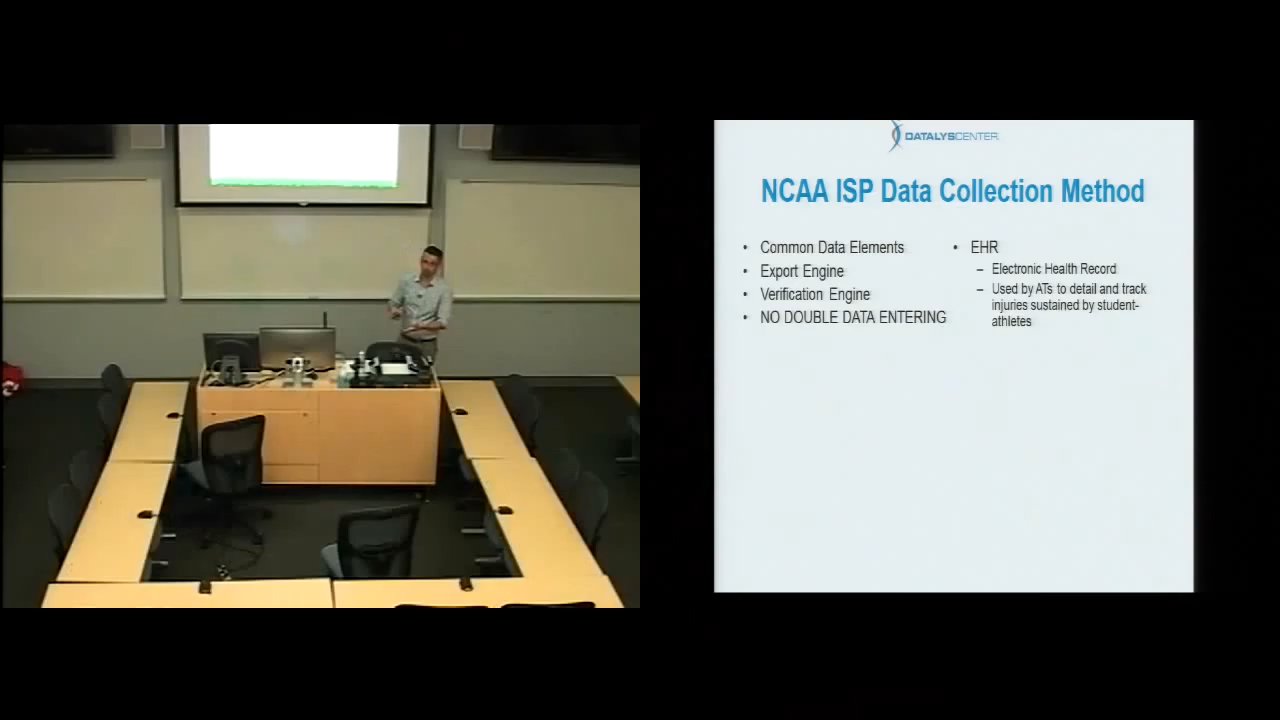 DATALYSCENTER
NCAA ISP Data Collection Method
• Common Data Elements
• Export Engine
• Verification Engine
• NO DOUBLE DATA ENTERING
• EHR
– Electronic Health Record
– Used by ATs to detail and track
injuries sustained by student-
athletes